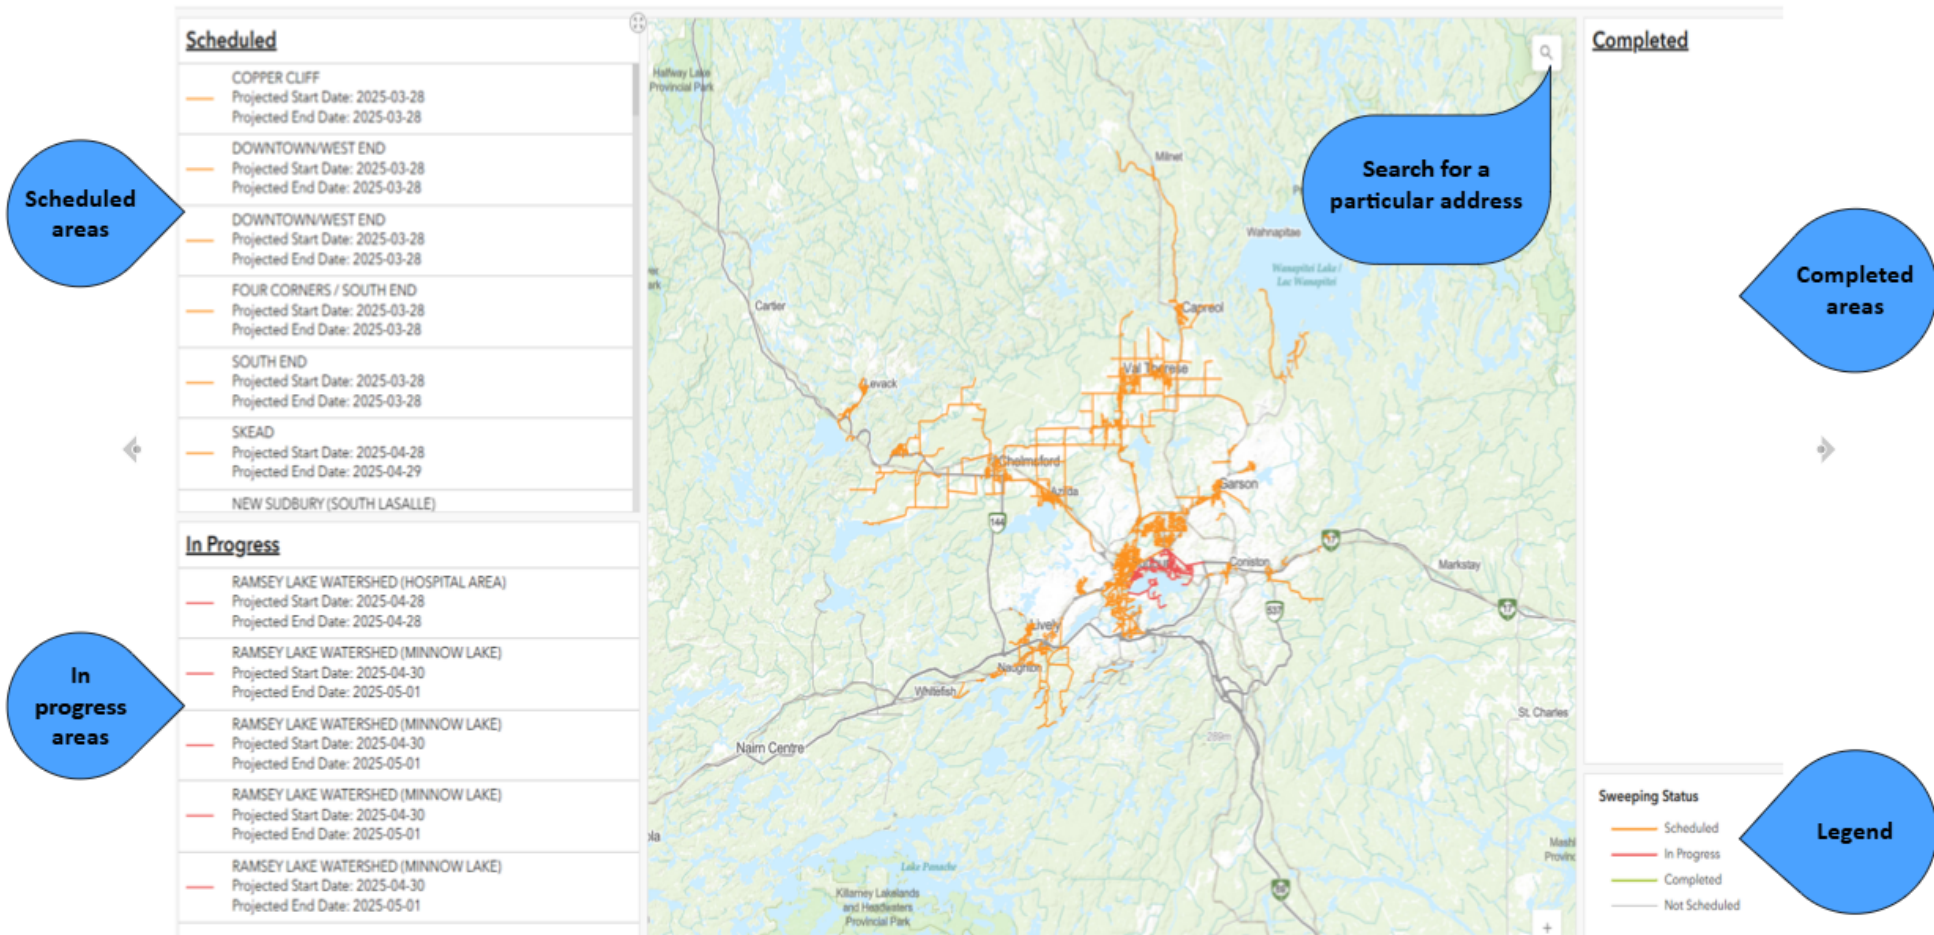 Scheduled
COPPER CLIFF
Projected Start Date: 2025-03-28
Projected End Date: 2025-03-28
DOWNTOWN/WEST END
Projected Start Date: 2025-03-28
Projected End Date: 2025-03-28
DOWNTOWN/WEST END
Projected Start Date: 2025-03-28
Projected End Date: 2025-03-28
FOUR CORNERS / SOUTH END
Projected Start Date: 2025-03-28
Projected End Date: 2025-03-28
SOUTH END
Projected Start Date: 2025-03-28
Projected End Date: 2025-03-28
SKEAD
Projected Start Date: 2025-04-28
Projected End Date: 2025-04-29
NEW SUDBURY (SOUTH LASALLE)
Scheduled
areas
In Progress
RAMSEY LAKE WATERSHED (HOSPITAL AREA)
Projected Start Date: 2025-04-28
Projected End Date: 2025-04-28
RAMSEY LAKE WATERSHED (MINNOW LAKE)
Projected Start Date: 2025-04-30
Projected End Date: 2025-05-01
RAMSEY LAKE WATERSHED (MINNOW LAKE)
Projected Start Date: 2025-04-30
Projected End Date: 2025-05-01
RAMSEY LAKE WATERSHED (MINNOW LAKE)
Projected Start Date: 2025-04-30
Projected End Date: 2025-05-01
RAMSEY LAKE WATERSHED (MINNOW LAKE)
Projected Start Date: 2025-04-30
Projected End Date: 2025-05-01
In
progress
areas
Halfway Lake
Provincial Park
Milnet
Search for a
particular address
Wahnapitae
Wanapitei Lake /
Lac Wanapitei
Cartier
Capreol
Val Therese
Levack
Chelmsford
Azilda
Garson
144
17
Coniston
Markstay
537
17
Lively
Naughton
Whitefish
St. Charles
Nairn Centre
289m
Lake Panache
Killarney Lakelands
and Headwaters
Provincial Park
+
Completed
Completed
areas
Sweeping Status
Scheduled
In Progress
Completed
Not Scheduled
Legend